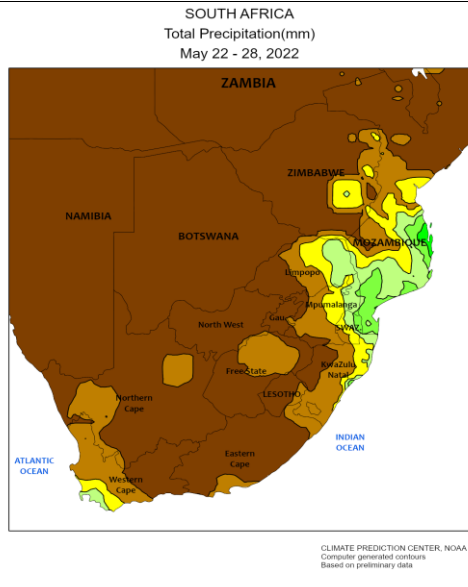 SOUTH AFRICA
Total Precipitation(mm)
May 22 - 28, 2022
ZAMBIA
ZIMBABWE
NAMIBIA
BOTSWANA
MOZAMBIQUE
Limpopo
Mpumalanga
North West
Gau.
SWAZ.
Free State
KwaZulu
Natal
Northern
Cape
LESOTHO
INDIAN
OCEAN
ATLANTIC
OCEAN
Eastern
Cape
Western
Cape
CLIMATE PREDICTION CENTER, NOAA
Computer generated contours
Based on preliminary data